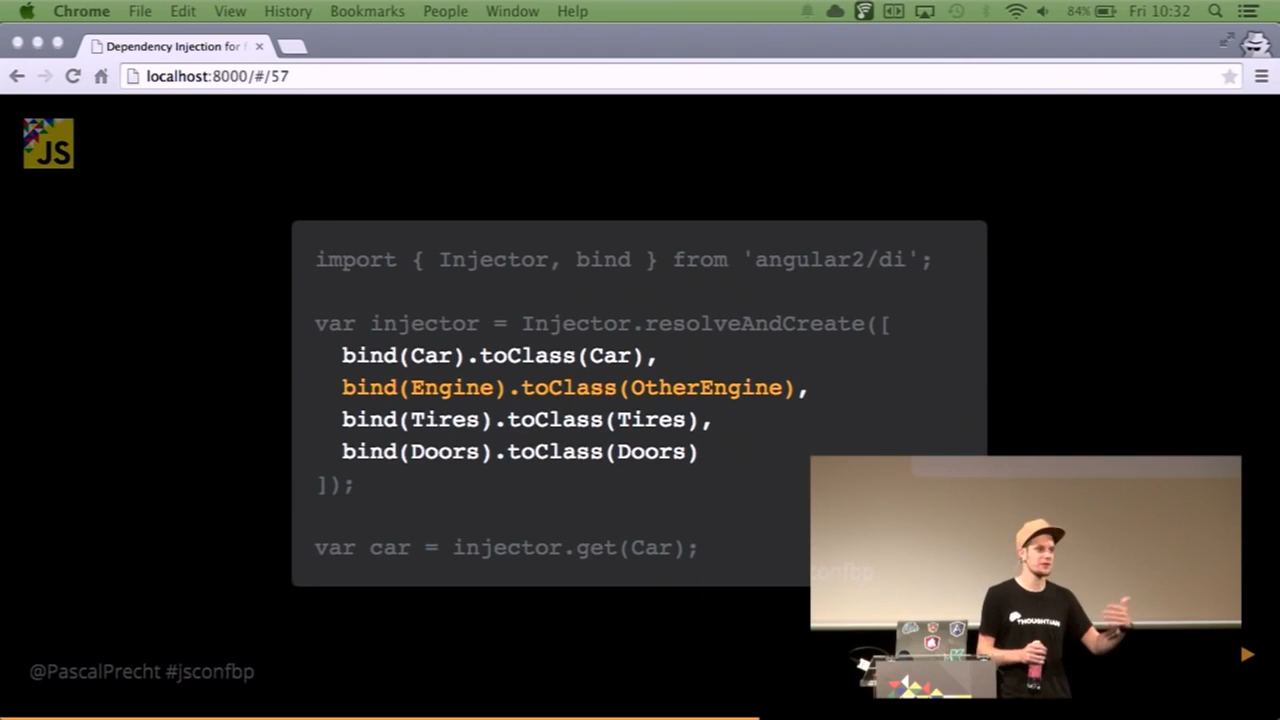 Chrome File Edit View History Bookmarks People Window Help 84% Fri 10:32
Dependency Injection for f
localhost:8000/#/57
JS
import { Injector, bind } from 'angular2/di';
var injector = Injector.resolveAndCreate([
bind(Car).toClass(Car),
bind(Engine).toClass(OtherEngine),
bind(Tires).toClass(Tires),
bind(Doors).toClass(Doors)
]);
var car = injector.get(Car);
@PascalPrecht #jsconfbp